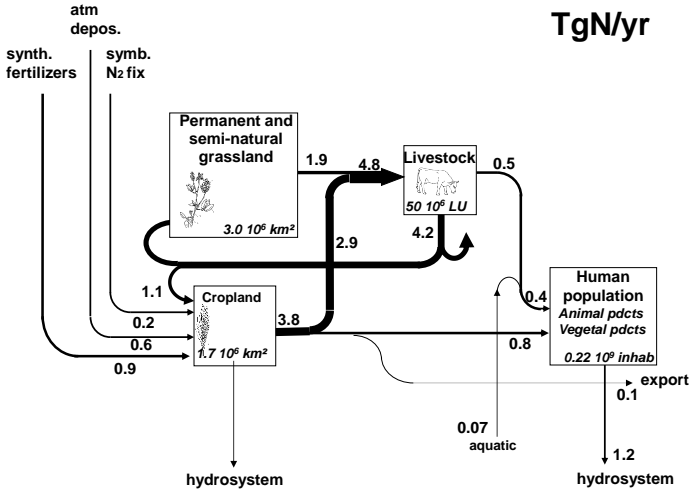 TgN/yr
atm
depos.
synth.
fertilizers
symb.
N2 fix
Permanent and
semi-natural
grassland
3.0 10⁶ km²
1.9
4.8
Livestock
50 10⁶ LU
0.5
4.2
2.9
1.1
Cropland
1.7 10⁶ km²
3.8
0.2
0.6
0.9
Human
population
Animal pdcts
Vegetal pdcts
0.22 10⁹ inhab
0.4
0.8
export
0.1
0.07
aquatic
1.2
hydrosystem
hydrosystem